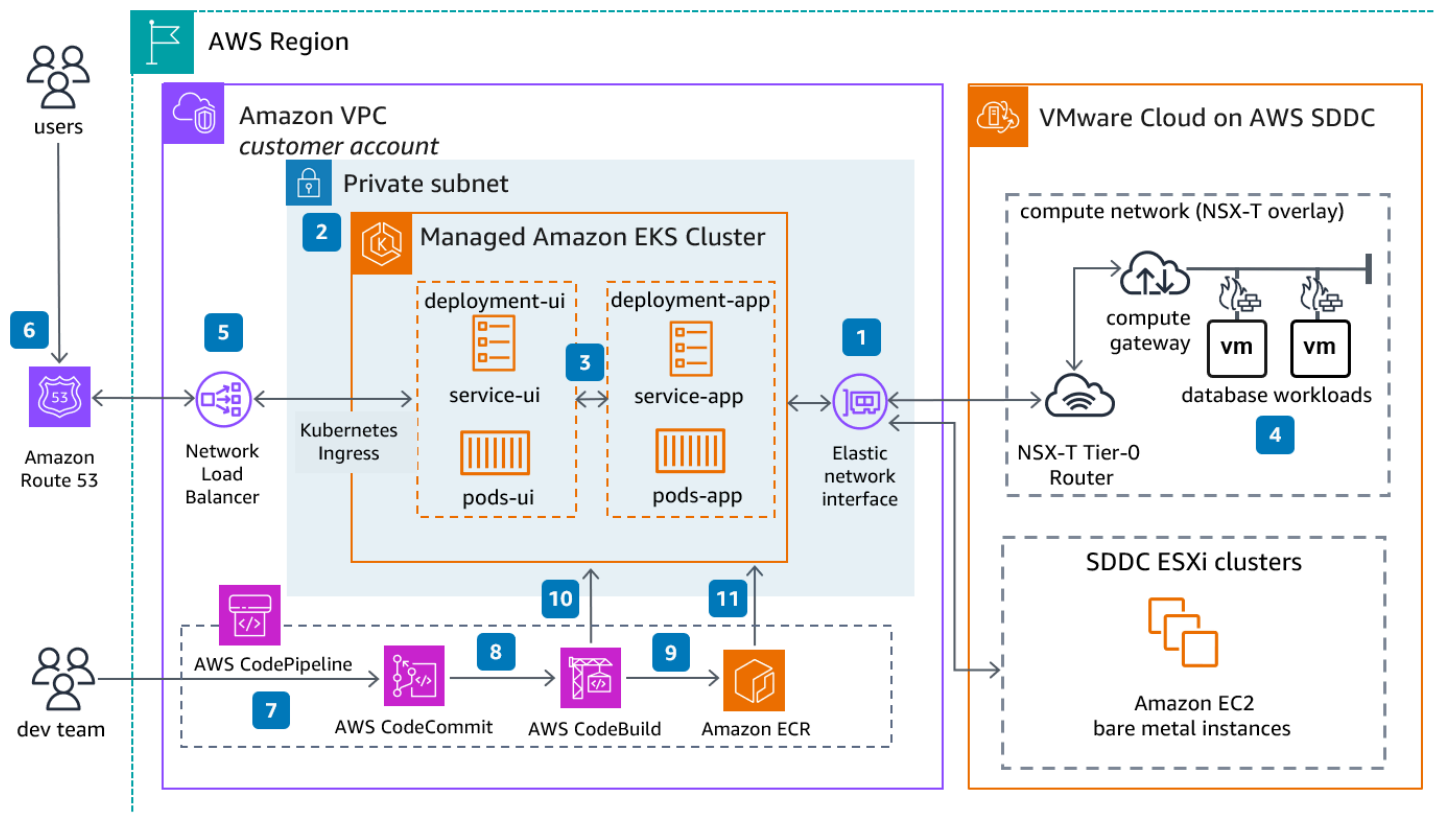 AWS Region
users
Amazon VPC
customer account
VMware Cloud on AWS SDDC
Private subnet
2
Managed Amazon EKS Cluster
compute network (NSX-T overlay)
deployment-ui
deployment-app
6
5
3
1
compute
gateway
vm
vm
53
service-ui
service-app
database workloads
4
Kubernetes
Ingress
Amazon
Route 53
Network
Load
Balancer
Elastic
network
interface
NSX-T Tier-0
Router
pods-ui
pods-app
SDDC ESXi clusters
10
11
AWS CodePipeline
8
9
7
dev team
AWS CodeCommit
AWS CodeBuild
Amazon ECR
Amazon EC2
bare metal instances
K